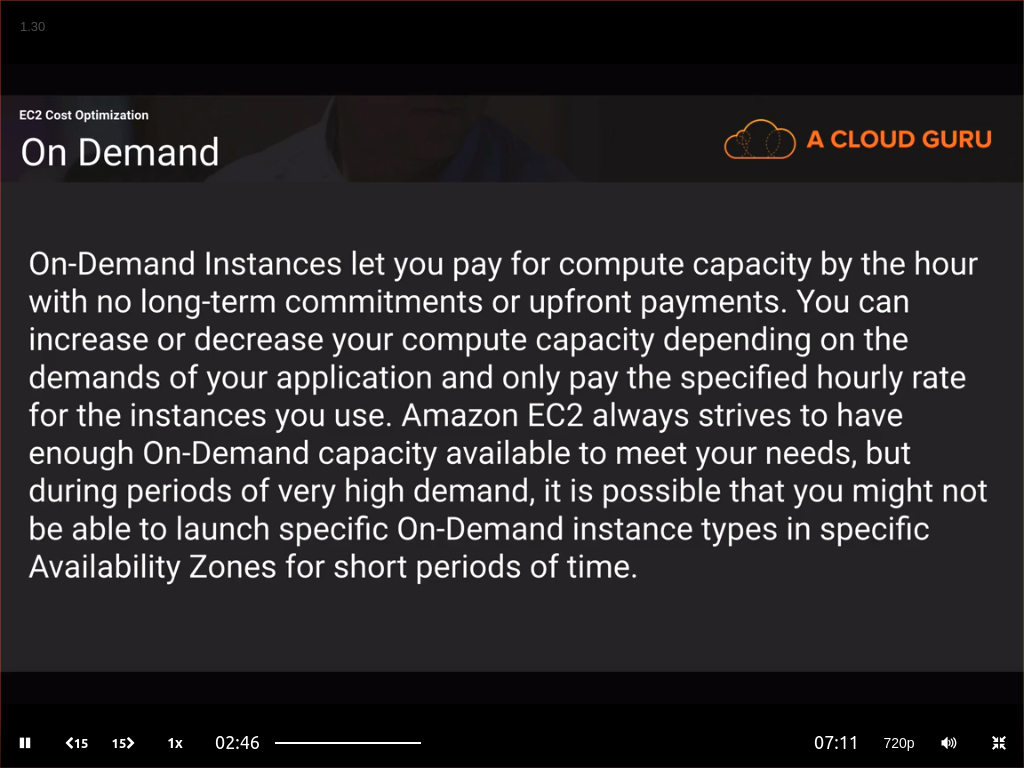 1.30
EC2 Cost Optimization
On Demand
A CLOUD GURU
On-Demand Instances let you pay for compute capacity by the hour
with no long-term commitments or upfront payments. You can
increase or decrease your compute capacity depending on the
demands of your application and only pay the specified hourly rate
for the instances you use. Amazon EC2 always strives to have
enough On-Demand capacity available to meet your needs, but
during periods of very high demand, it is possible that you might not
be able to launch specific On-Demand instance types in specific
Availability Zones for short periods of time.
15 15 1x 02:46 07:11 720p